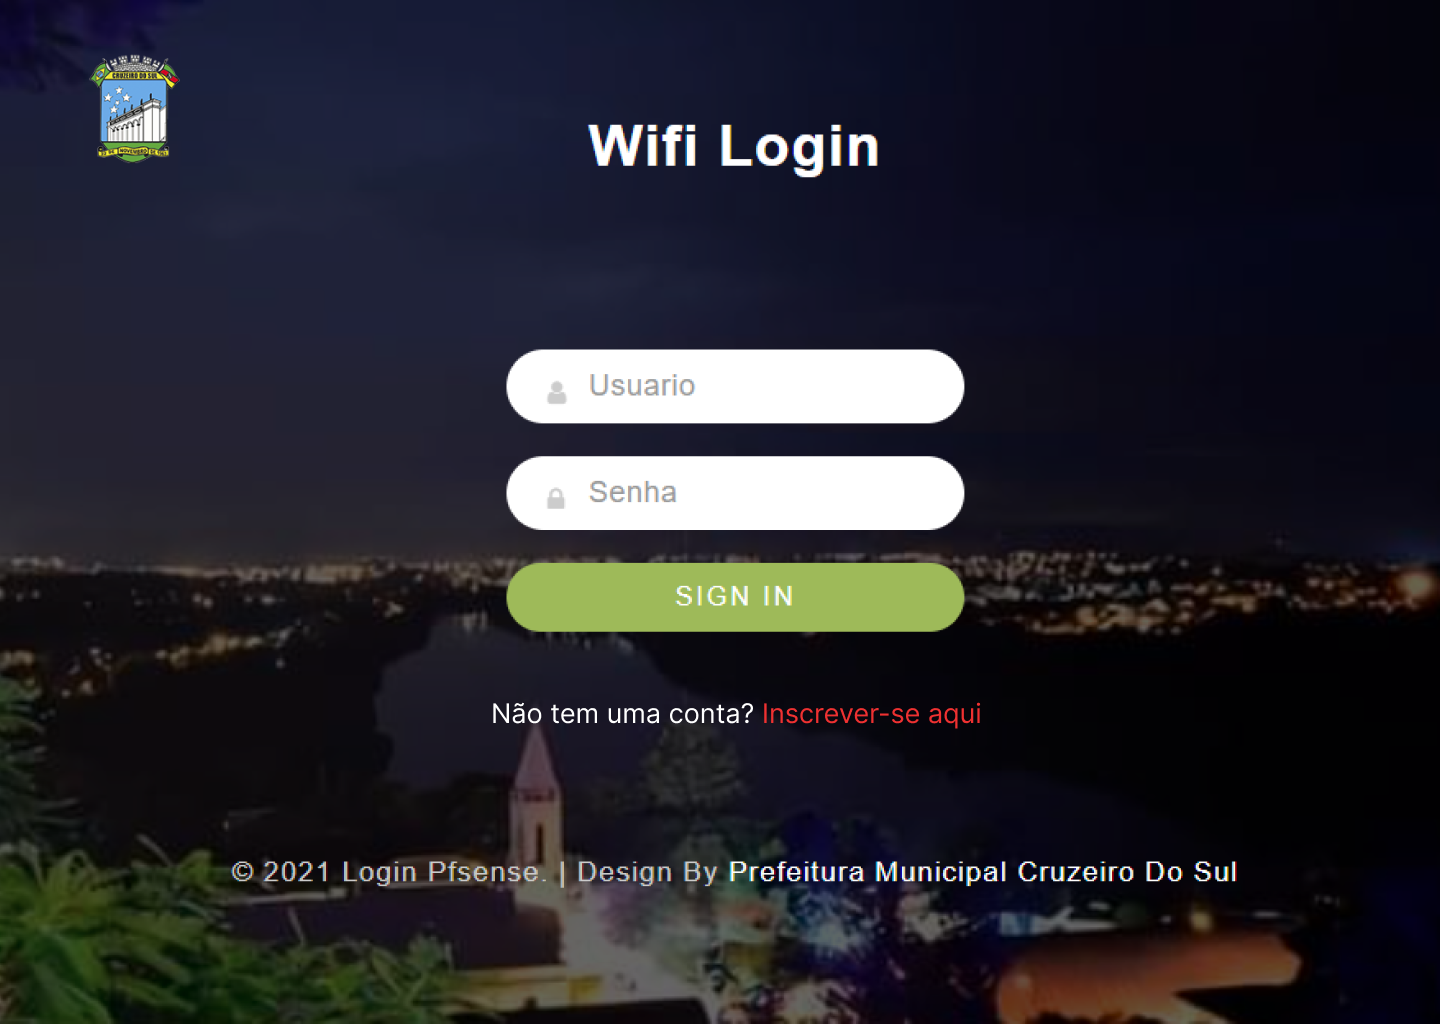 CRUZEIRO DO SUL
NOVEMBRO
Wifi Login
Usuario
Senha
SIGN IN
Não tem uma conta? Inscrever-se aqui
© 2021 Login Pfsense. | Design By Prefeitura Municipal Cruzeiro Do Sul